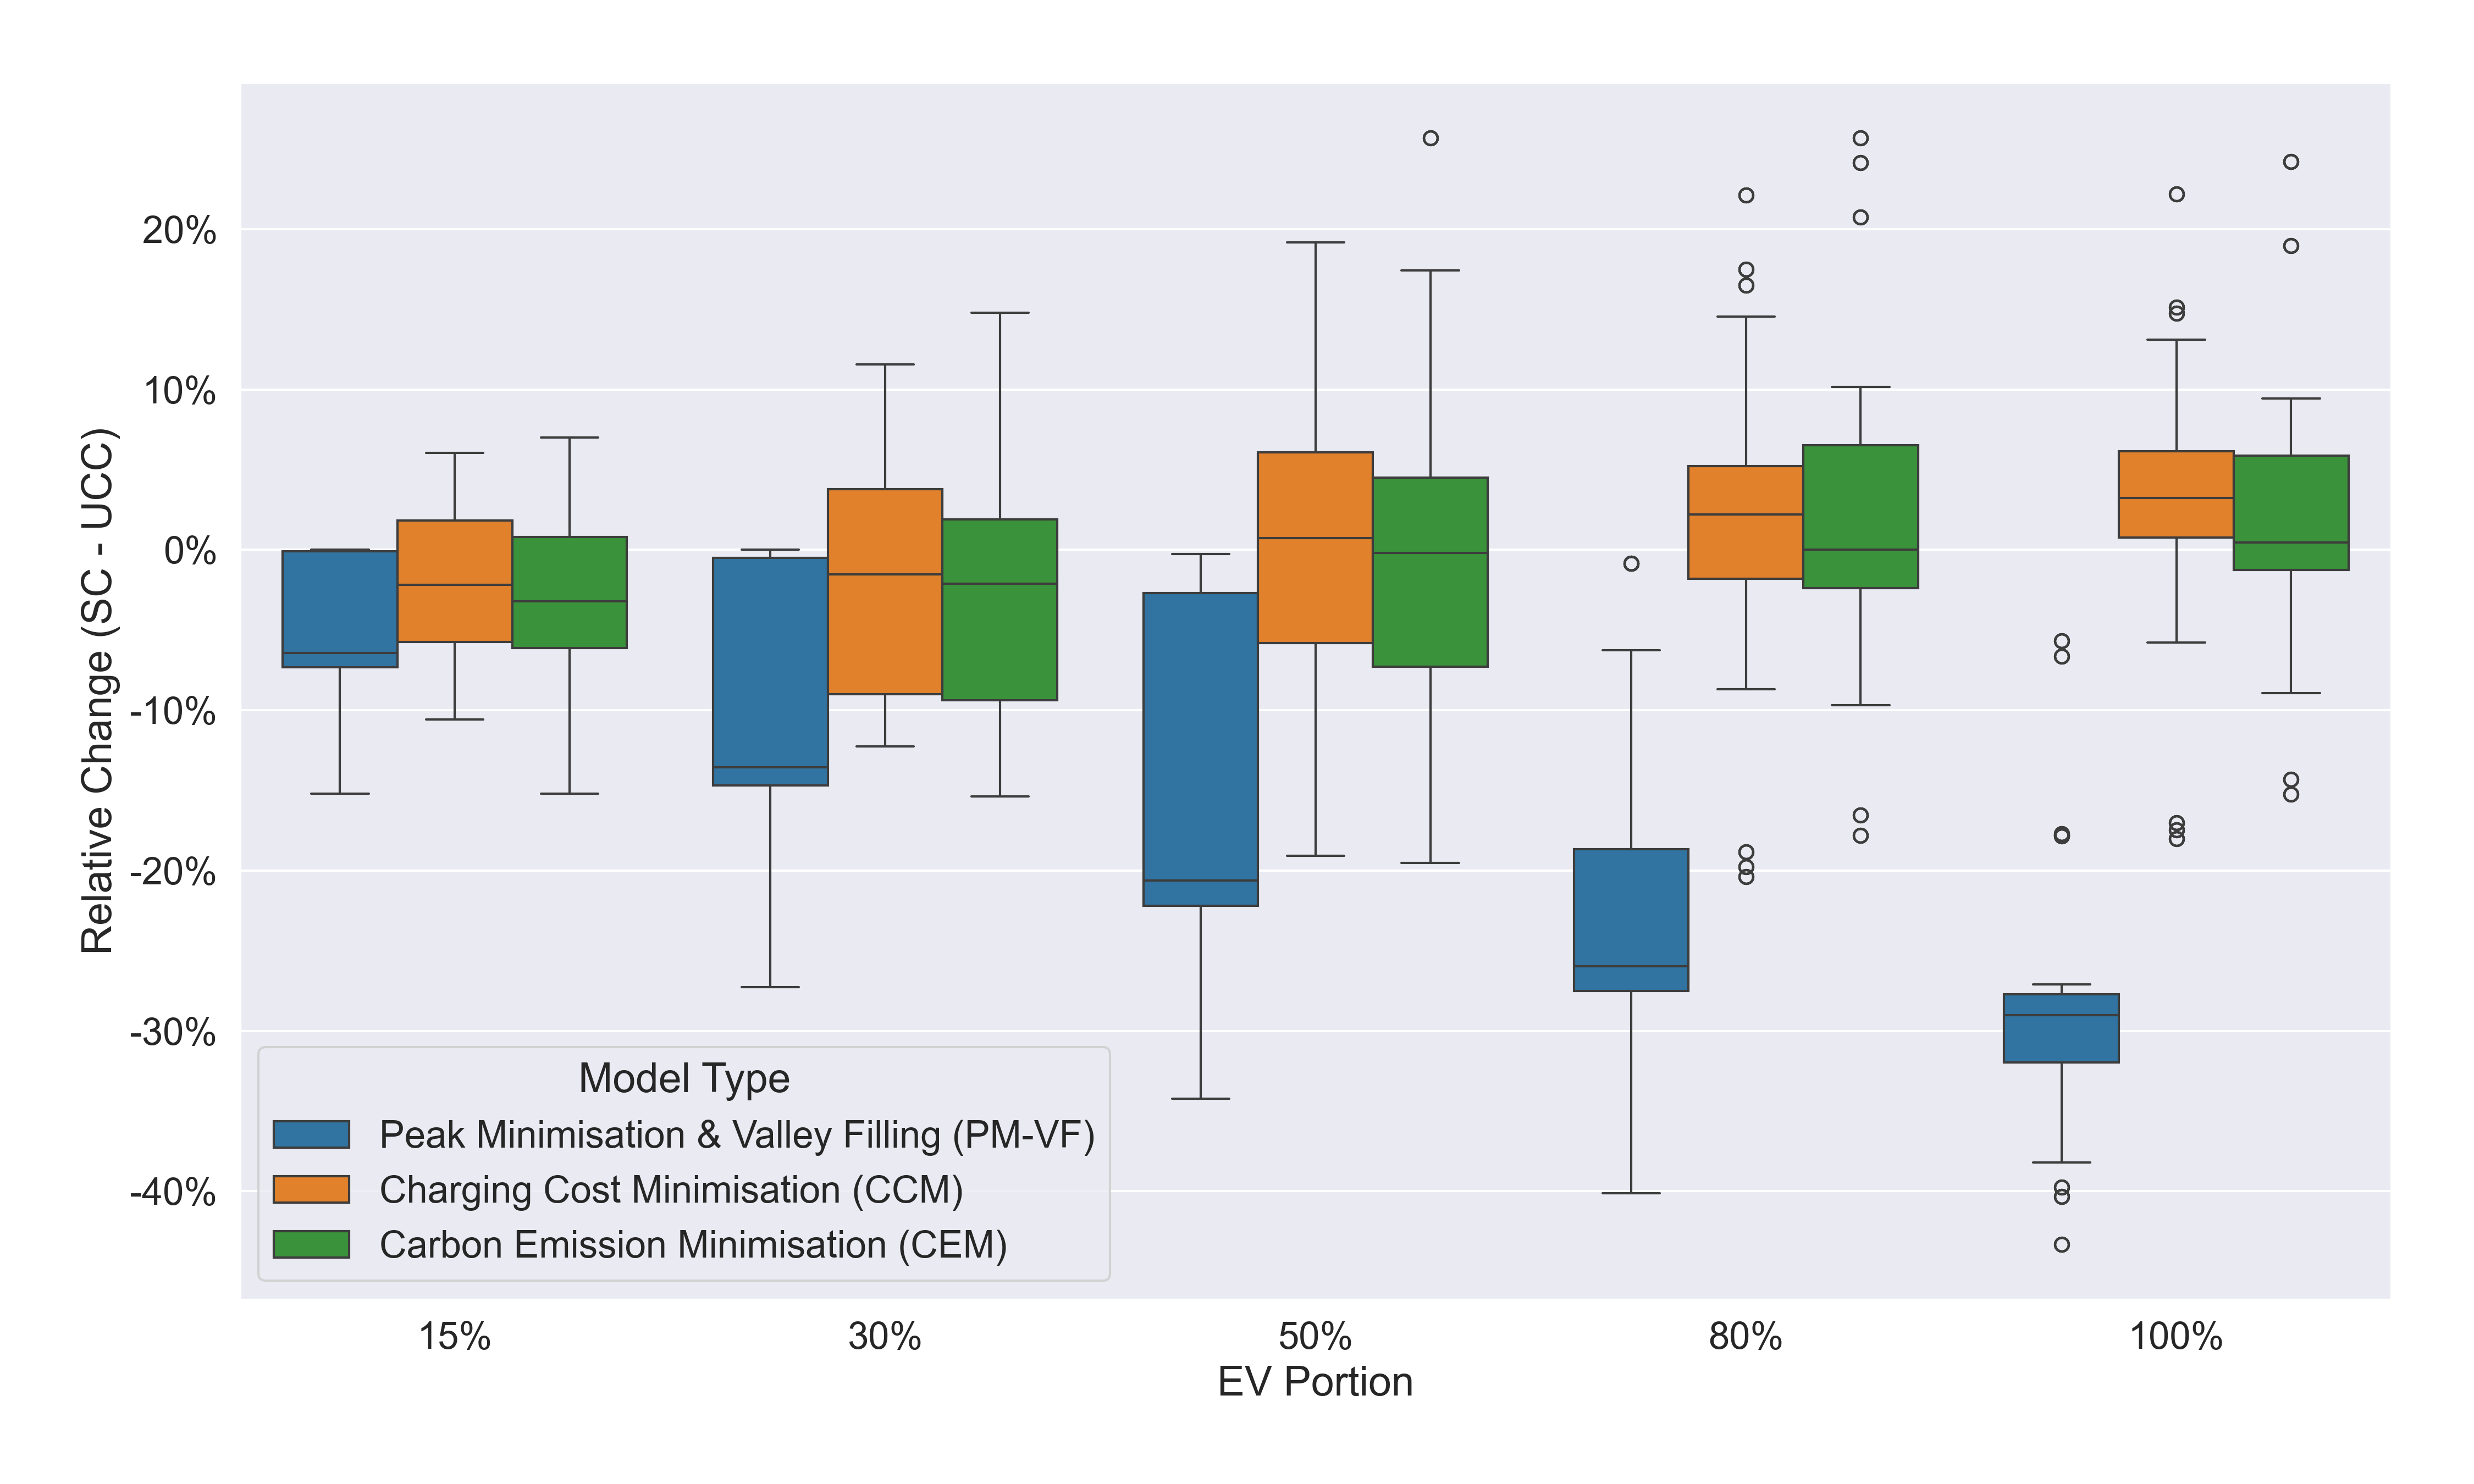 Relative Change (SC - UCC)
20%
10%
0%
-10%
-20%
-30%
-40%
Model Type
Peak Minimisation & Valley Filling (PM-VF)
Charging Cost Minimisation (CCM)
Carbon Emission Minimisation (CEM)
15%
30%
50%
80%
100%
EV Portion